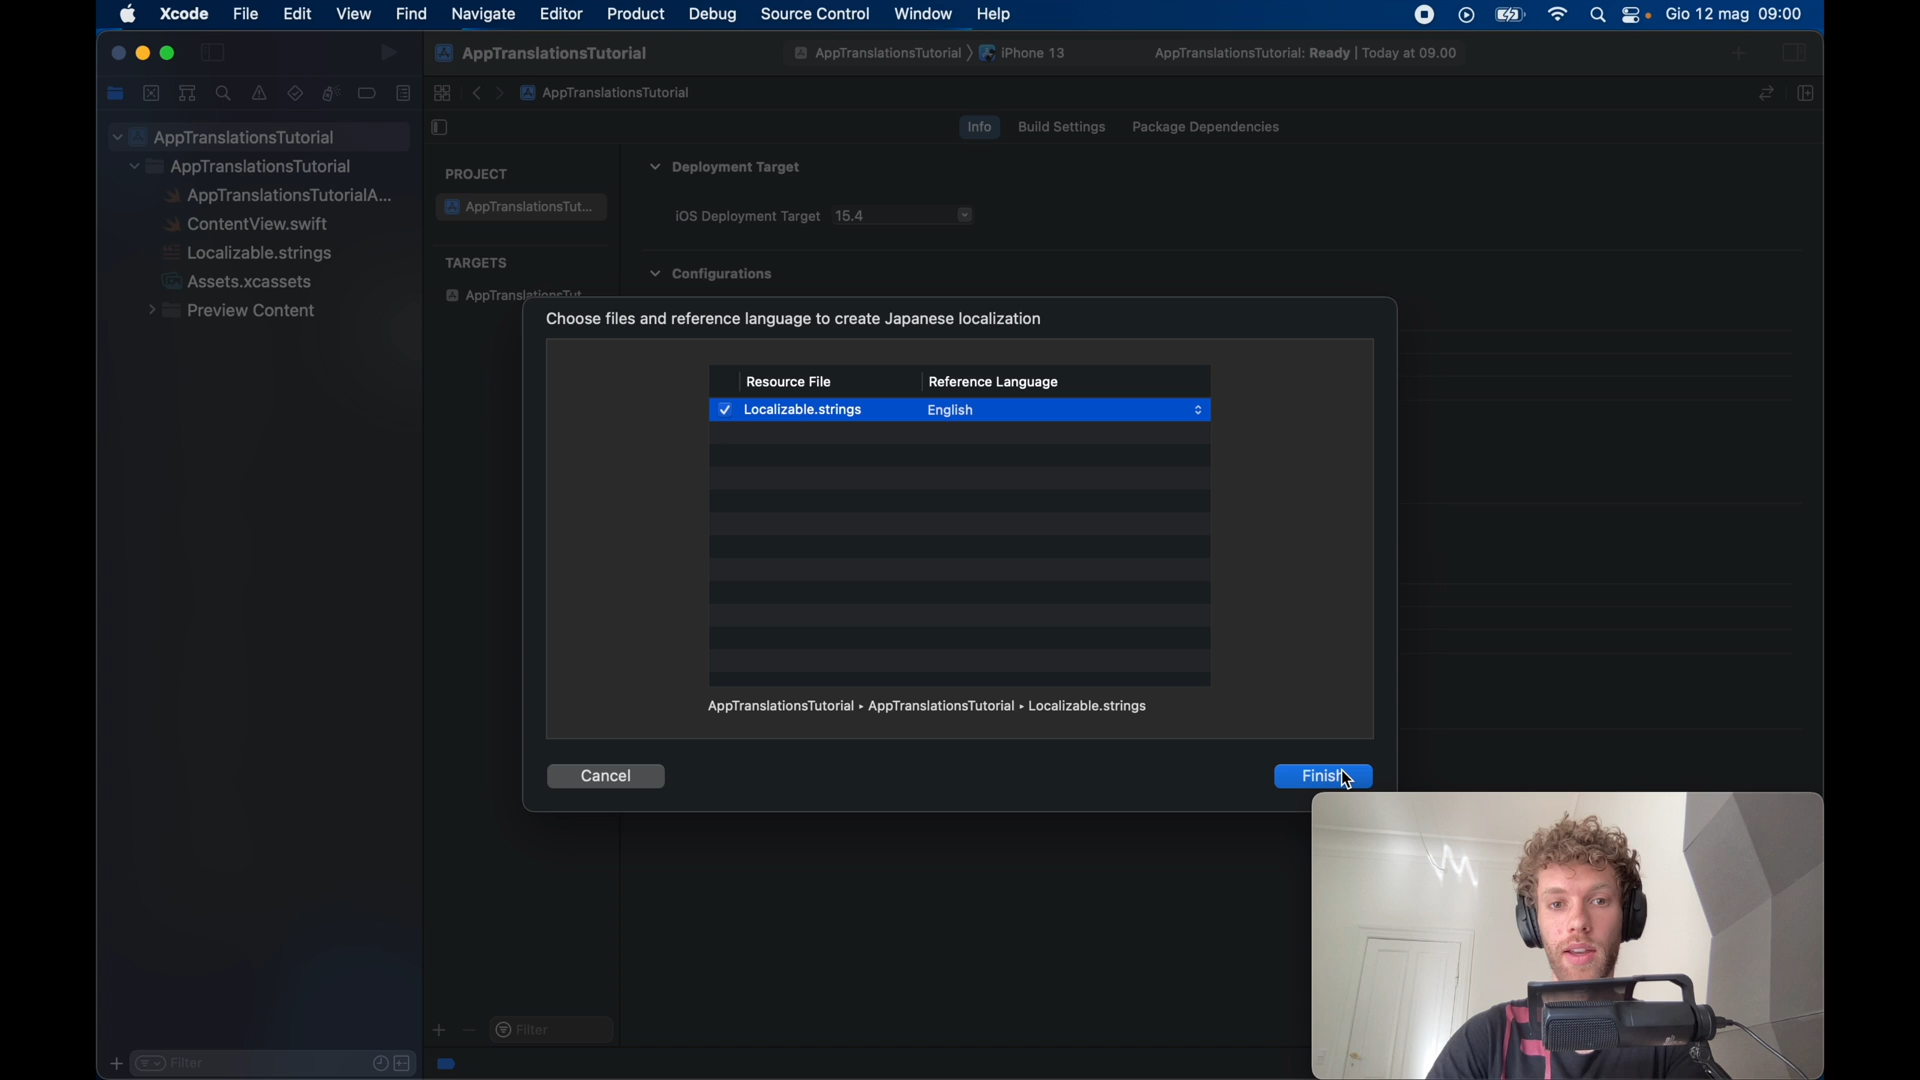 Xcode File Edit View Find Navigate Editor Product Debug Source Control Window Help Gio 12 mag 09:00
AppTranslationsTutorial AppTranslationsTutorial iPhone 13 AppTranslationsTutorial: Ready | Today at 09.00
AppTranslationsTutorial
Info Build Settings Package Dependencies
AppTranslationsTutorial
AppTranslationsTutorial
AppTranslationsTutorialA...
ContentView.swift
Localizable.strings
Assets.xcassets
Preview Content
PROJECT
AppTranslationsTut...
TARGETS
AppTranslationsTut
Deployment Target
iOS Deployment Target 15.4
Configurations
Choose files and reference language to create Japanese localization
Resource File Reference Language
Localizable.strings English
AppTranslationsTutorial ▸ AppTranslationsTutorial ▸ Localizable.strings
Cancel Finish
Filter
Filter